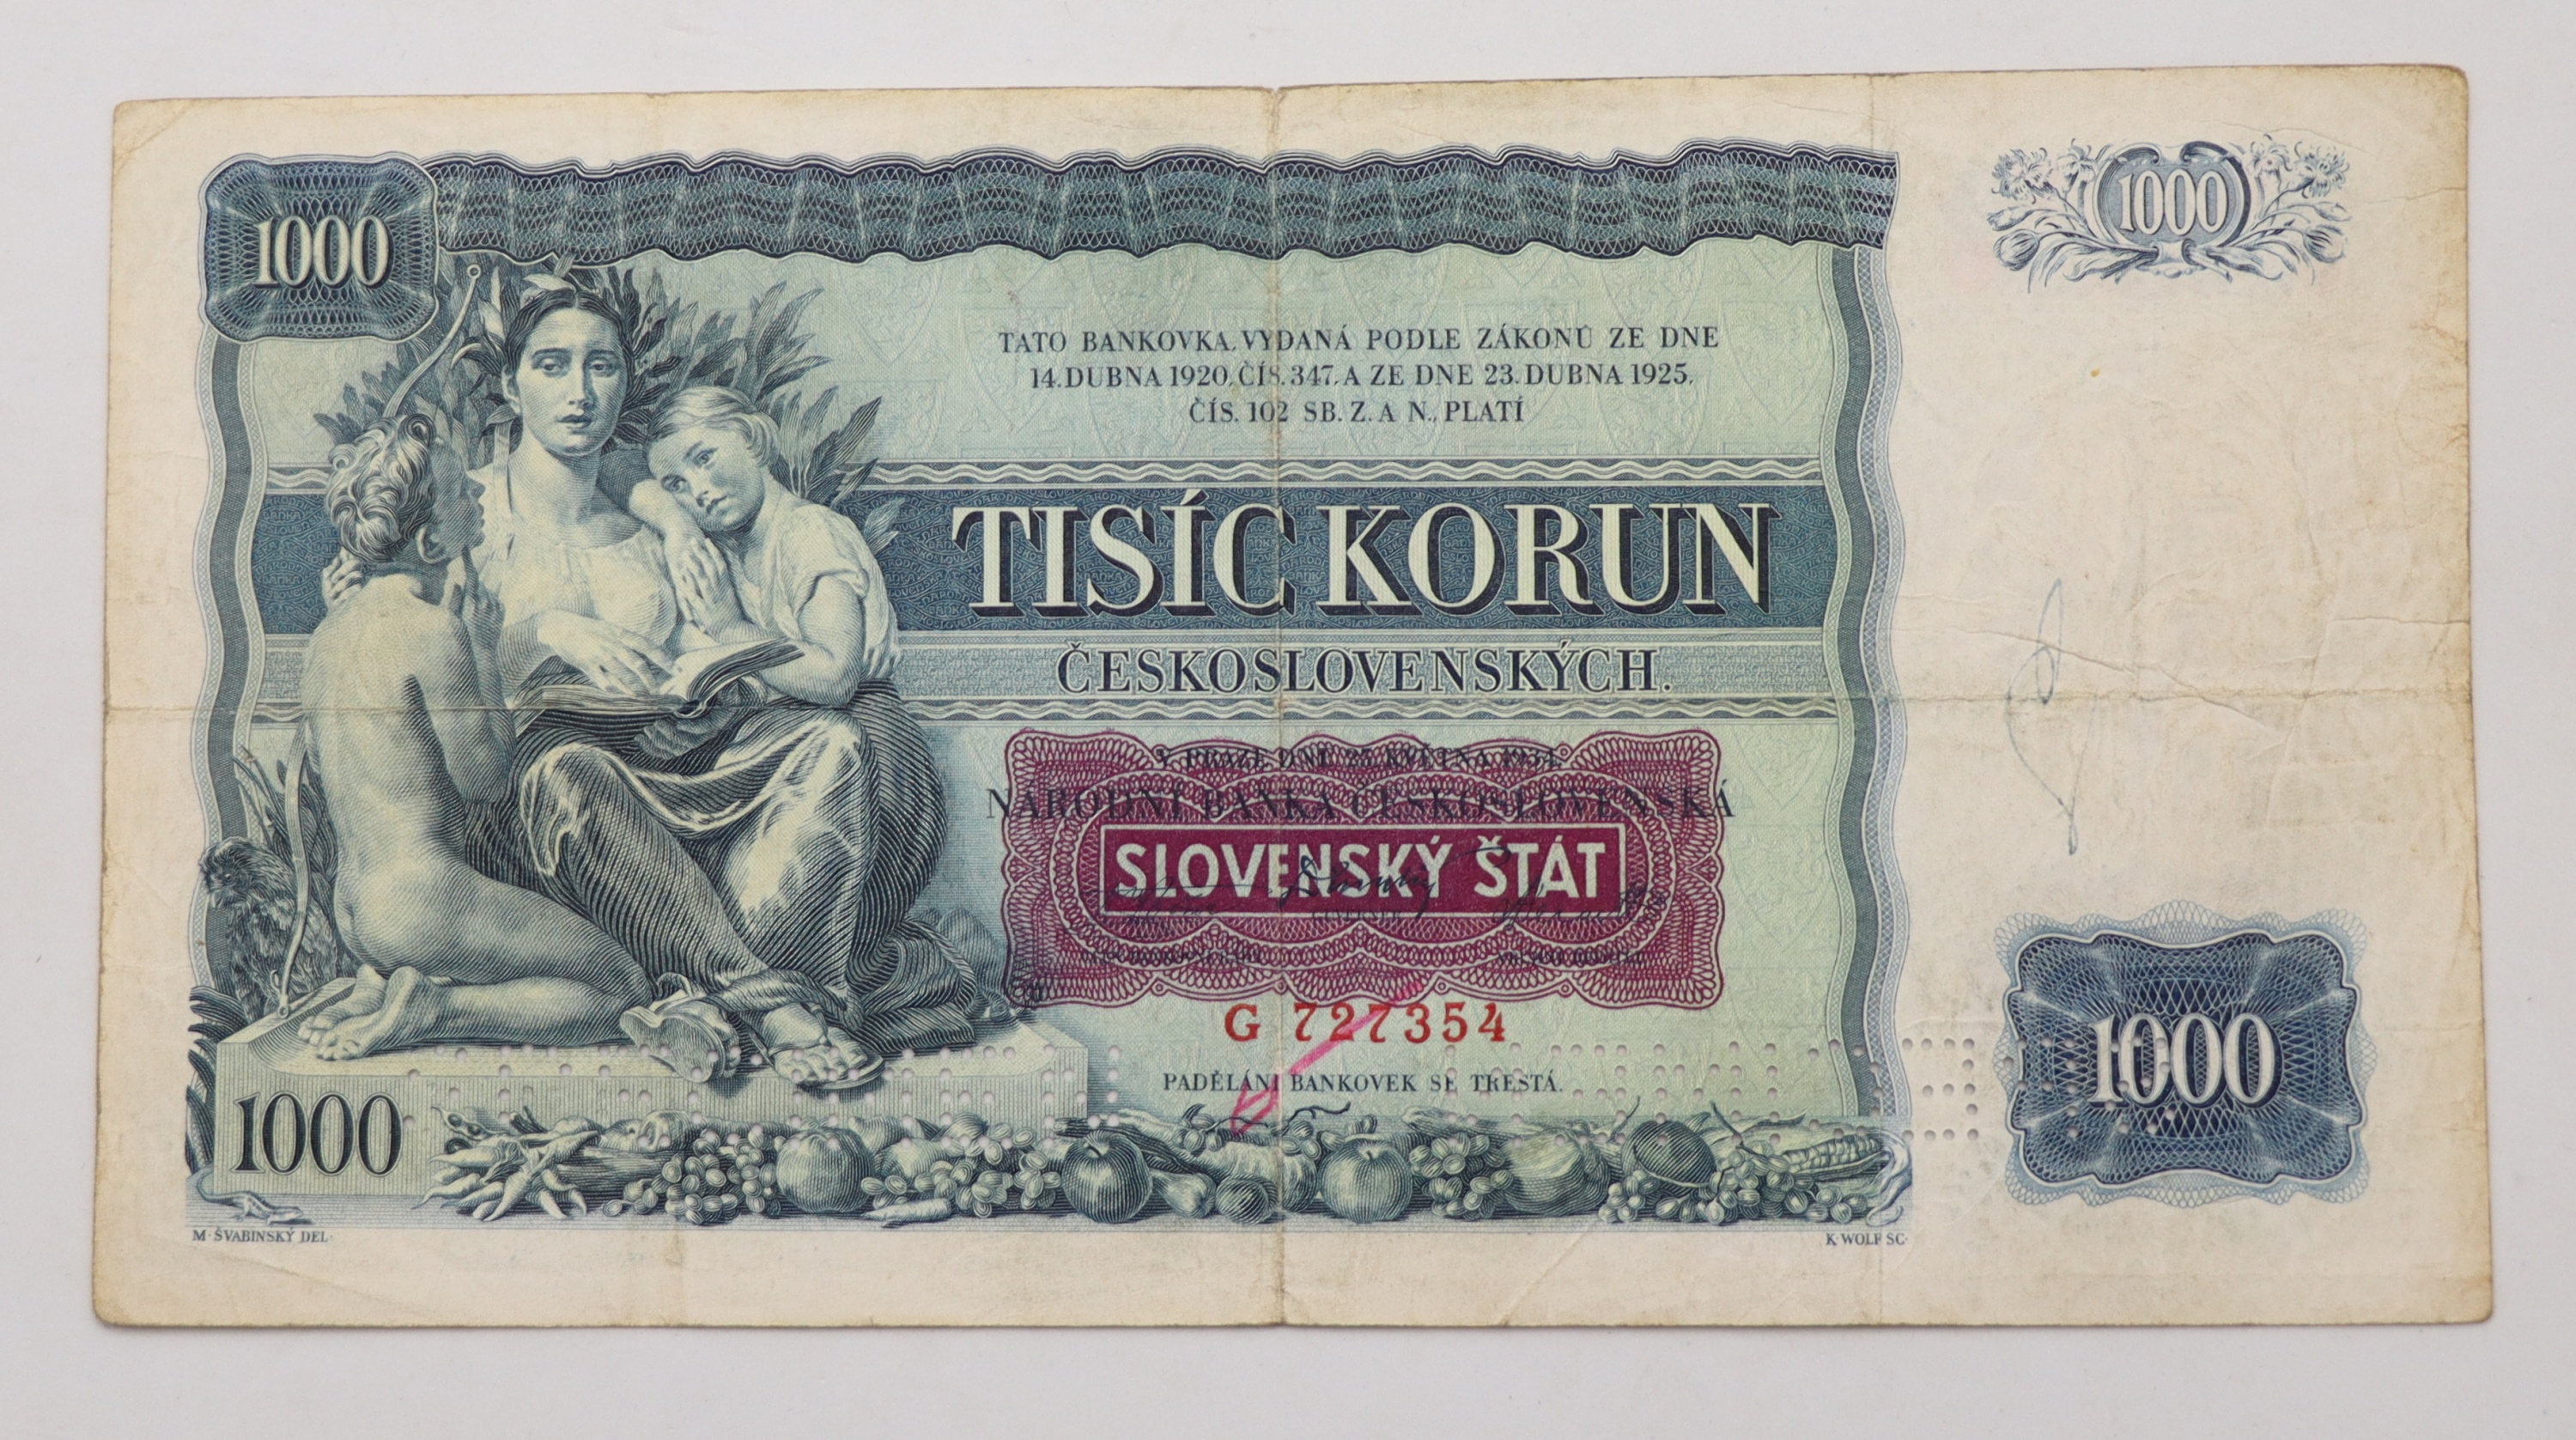 1000
1000
TATO BANKOVKA, VYDANÁ PODLE ZÁKONŮ ZE DNE
14. DUBNA 1920, ČÍS. 347, A ZE DNE 23. DUBNA 1925,
ČÍS. 102 SB. Z. A N., PLATÍ
TISÍC KORUN
ČESKOSLOVENSKÝCH.
V PRAZE DNE 25. KVĚTNA 1934.
NÁRODNÍ BANKA ČESKOSLOVENSKÁ
SLOVENSKÝ ŠTÁT
G 727354
PADĚLÁNÍ BANKOVEK SE TRESTÁ.
1000
1000
M·ŠVABINSKÝ DEL·
K·WOLF SC·